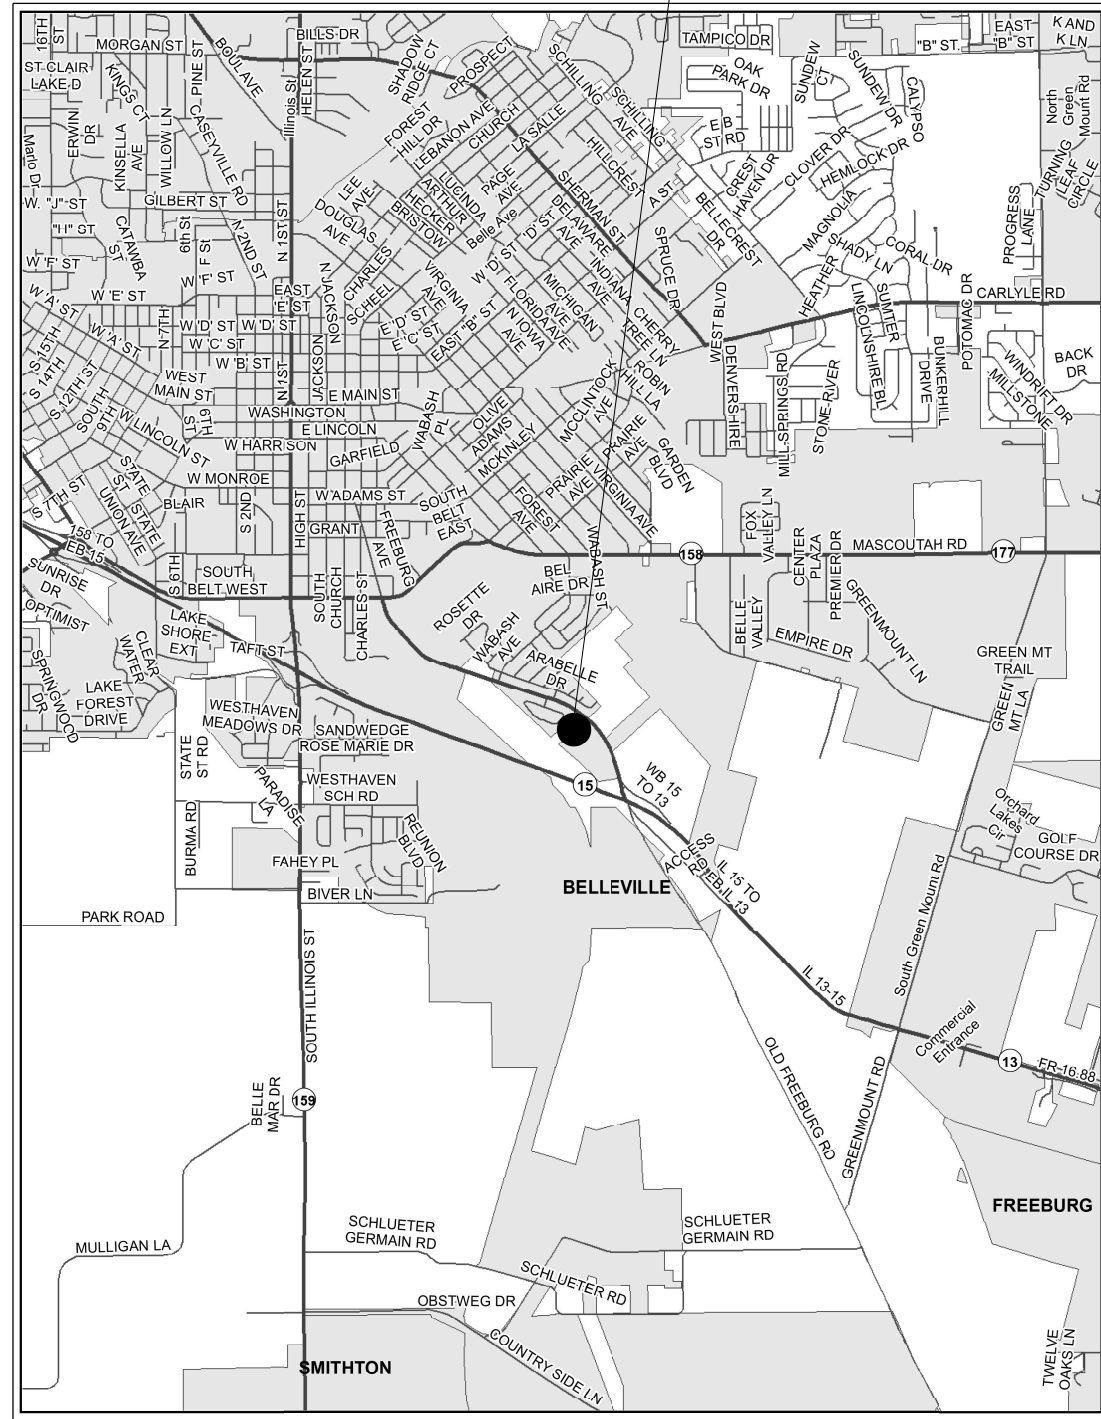 16TH
ST
MORGAN ST
PINE ST
BOUL AVE
BILLS DR
HELEN ST
Illinois St
SHADOW
RIDGE CT
PROSPECT
SCHILLING
AVE
SCHILLING
AVE
TAMPICO DR
OAK
PARK DR
SUNDEW
CT
SUNDEW DR
CALYPSO
"B" ST.
EAST
"B" ST
K AND
K LN
ST CLAIR
LAKE D
KINGS CT
ERWINI
DR
KINSELLA
AVE
WILLOW LN
CASEYVILLE RD
FOREST
HILL DR
LEBANON AVE
CHURCH
LA SALLE
HILLCREST
E B
ST RD
CREST
HAVEN DR
CLOVER DR
HEMLOCK DR
North
Green
Mount Rd
TURNING
LEAF
CIRCLE
Mario Dr
W. "J" ST
"H" ST
GILBERT ST
CATAWBA
ST
6th St
F St
N 2ND ST
N 1ST ST
LEE
AVE
DOUGLAS
AVE
LUCINDA
ARTHUR
HECKER
BRISTOW
PAGE
AVE
Belle Ave
SHERMAN ST
DELAWARE
AVE
A ST
BELLECREST
DR
MAGNOLIA
SHADY LN
CORAL DR
PROGRESS
LANE
W 'F' ST
W 'F' ST
W 'E' ST
EAST
'E' ST
N JACKSON
CHARLES
SCHEEL
VIRGINIA
AVE
W 'D' ST
'D' ST
FLORIDA AVE
N IOWA
AVE
MICHIGAN
AVE
INDIANA
AVE
SPRUCE DR
CHERRY
TREE LN
WEST BLVD
HEATHER
SUMTER
LINCOLNSHIRE BL
BUNKERHILL
DRIVE
POTOMAC DR
CARLYLE RD
WINDRIFT DR
MILLSTONE
BACK
DR
W 'A' ST
W 'A' ST
S. 15TH
S. 14TH
S. 12TH ST
SOUTH
9TH
N 7TH
W 'D' ST
W 'D' ST
W 'C' ST
W 'B' ST
E 'D' ST
E 'C' ST
EAST "B" ST
WEST
MAIN ST
N 1ST
JACKSON
E MAIN ST
WASHINGTON
E LINCOLN
9TH
ST
W LINCOLN ST
W HARRISON
GARFIELD
WABASH
PL
OLIVE
ADAMS
MCKINLEY
MCCLINTOCK
AVE
ROBIN
HILL LA
DENVERSHIRE
MILL SPRINGS RD
STONE RIVER
S 7TH ST
STATE
ST
STATE
UNION AVE
W MONROE
BLAIR
S 2ND
HIGH ST
W ADAMS ST
GRANT
FREEBURG
AVE
SOUTH
BELT
EAST
FOREST
AVE
PRAIRIE
AVE
PRAIRIE
AVE
VIRGINIA AVE
GARDEN
BLVD
FOX
VALLEY LN
CENTER
PLAZA
PREMIER DR
MASCOUTAH RD
158
177
158 TO
EB 15
SUNRISE
DR
OPTIMIST
S 6TH
SOUTH
BELT WEST
SOUTH
CHURCH
CHARLES ST
BEL
AIRE DR
WABASH ST
ROSETTE
DR
WABASH
AVE
ARABELLE
DR
BELLE
VALLEY
EMPIRE DR
GREENMOUNT LN
GREEN MT
TRAIL
GREEN
MT LA
LAKE
SHORE
EXT
TAFT ST
CLEAR
WATER
SPRINGWOOD
DR
LAKE
FOREST
DRIVE
WESTHAVEN
MEADOWS DR
SANDWEDGE
ROSE MARIE DR
STATE
ST RD
PARADISE
LA
WESTHAVEN
SCH RD
BURMA RD
REUNION
BLVD
FAHEY PL
BIVER LN
PARK ROAD
15
WB 15
TO 13
IL 15 TO
EB IL 13
BELLEVILLE
Orchard
Lakes
Cir
GOLF
COURSE DR
South Green Mount Rd
IL 13-15
Commercial
Entrance
13
FR 16 88
SOUTH ILLINOIS ST
OLD FREEBURG RD
GREENMOUNT RD
BELLE
MAR DR
159
FREEBURG
MULLIGAN LA
SCHLUETER
GERMAIN RD
SCHLUETER
GERMAIN RD
SCHLUETER RD
OBSTWEG DR
COUNTRY SIDE LN
SMITHTON
TWELVE
OAKS LN